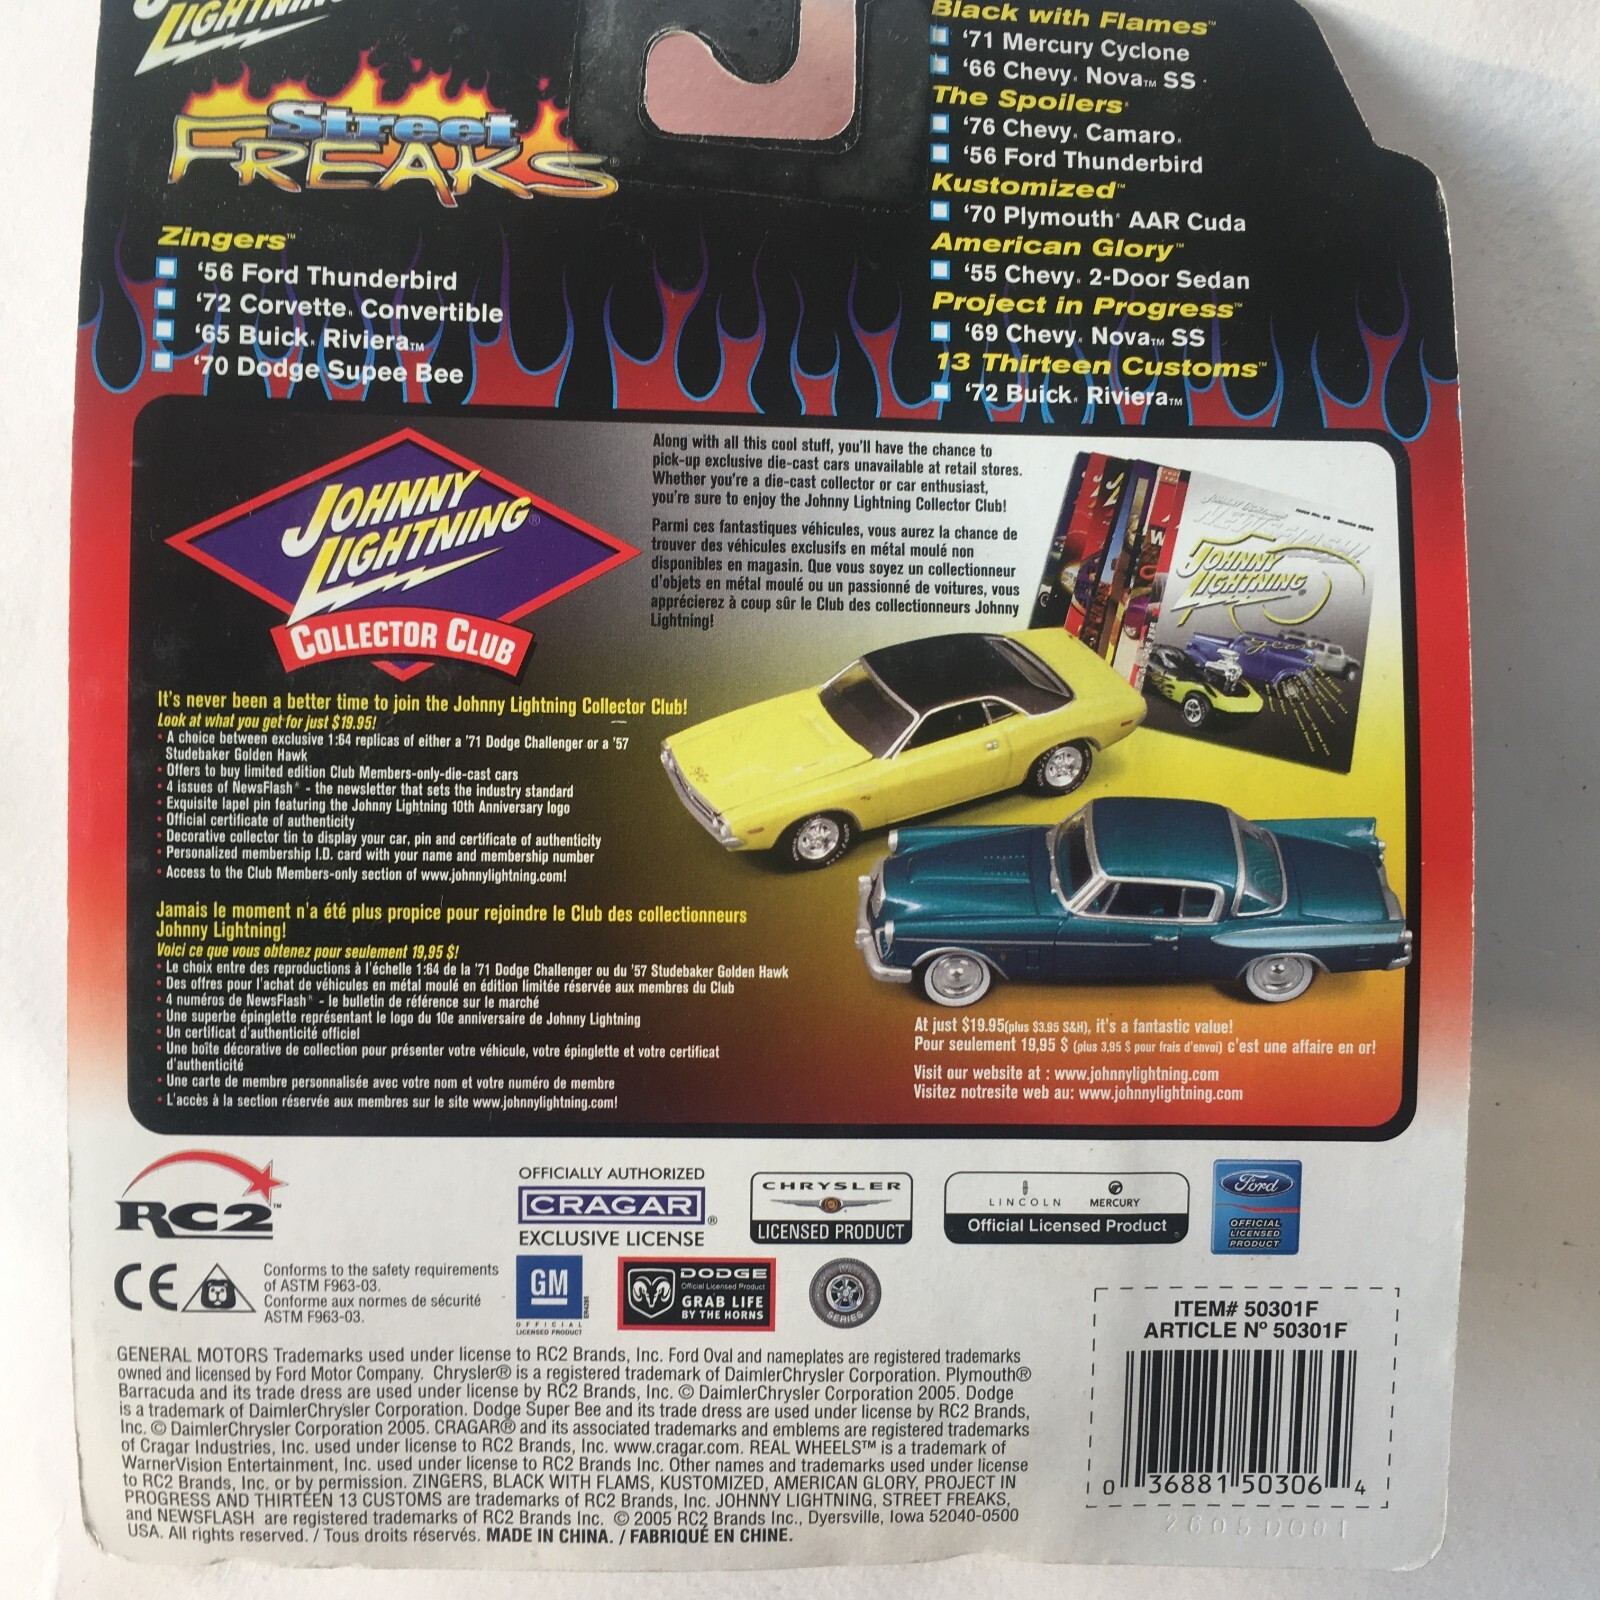 LIGHTNING
Street
FREAKS®
Zingers™
'56 Ford Thunderbird
'72 Corvette® Convertible
'65 Buick® Riviera™
'70 Dodge Supee Bee
Black with Flames™
'71 Mercury Cyclone
'66 Chevy® Nova™ SS
The Spoilers®
'76 Chevy® Camaro®
'56 Ford Thunderbird
Kustomized™
'70 Plymouth® AAR Cuda
American Glory™
'55 Chevy® 2-Door Sedan
Project in Progress™
'69 Chevy® Nova™ SS
13 Thirteen Customs™
'72 Buick® Riviera™
JOHNNY
LIGHTNING®
COLLECTOR CLUB
Along with all this cool stuff, you'll have the chance to
pick-up exclusive die-cast cars unavailable at retail stores.
Whether you're a die-cast collector or car enthusiast,
you're sure to enjoy the Johnny Lightning Collector Club!
Parmi ces fantastiques véhicules, vous aurez la chance de
trouver des véhicules exclusifs en métal moulé non
disponibles en magasin. Que vous soyez un collectionneur
d'objets en métal moulé ou un passionné de voitures, vous
apprécierez à coup sûr le Club des collectionneurs Johnny
Lightning!
NEWSFLASH!
JOHNNY
LIGHTNING®
It's never been a better time to join the Johnny Lightning Collector Club!
Look at what you get for just $19.95!
• A choice between exclusive 1:64 replicas of either a '71 Dodge Challenger or a '57
Studebaker Golden Hawk
• Offers to buy limited edition Club Members-only-die-cast cars
• 4 issues of NewsFlash® - the newsletter that sets the industry standard
• Exquisite lapel pin featuring the Johnny Lightning 10th Anniversary logo
• Official certificate of authenticity
• Decorative collector tin to display your car, pin and certificate of authenticity
• Personalized membership I.D. card with your name and membership number
• Access to the Club Members-only section of www.johnnylightning.com!
Jamais le moment n'a été plus propice pour rejoindre le Club des collectionneurs
Johnny Lightning!
Voici ce que vous obtenez pour seulement 19,95 $!
• Le choix entre des reproductions à l'échelle 1:64 de la '71 Dodge Challenger ou du '57 Studebaker Golden Hawk
• Des offres pour l'achat de véhicules en métal moulé en édition limitée réservée aux membres du Club
• 4 numéros de NewsFlash® - le bulletin de référence sur le marché
• Une superbe épinglette représentant le logo du 10e anniversaire de Johnny Lightning
• Un certificat d'authenticité officiel
• Une boîte décorative de collection pour présenter votre véhicule, votre épinglette et votre certificat
d'authenticité
• Une carte de membre personnalisée avec votre nom et votre numéro de membre
• L'accès à la section réservée aux membres sur le site www.johnnylightning.com!
At just $19.95(plus $3.95 S&H), it's a fantastic value!
Pour seulement 19,95 $ (plus 3,95 $ pour frais d'envoi) c'est une affaire en or!
Visit our website at : www.johnnylightning.com
Visitez notresite web au: www.johnnylightning.com
RC2™
OFFICIALLY AUTHORIZED
CRAGAR®
EXCLUSIVE LICENSE
CHRYSLER
LICENSED PRODUCT
LINCOLN MERCURY
Official Licensed Product
Ford
OFFICIAL
LICENSED
PRODUCT
CE
Conforms to the safety requirements
of ASTM F963-03.
Conforme aux normes de sécurité
ASTM F963-03.
GM
OFFICIAL
LICENSED PRODUCT
DODGE
Official Licensed Product
GRAB LIFE
BY THE HORNS
SERIES
ITEM# 50301F
ARTICLE Nº 50301F
0 36881 50306 4
26050001
GENERAL MOTORS Trademarks used under license to RC2 Brands, Inc. Ford Oval and nameplates are registered trademarks
owned and licensed by Ford Motor Company. Chrysler® is a registered trademark of DaimlerChrysler Corporation. Plymouth®
Barracuda and its trade dress are used under license by RC2 Brands, Inc. © DaimlerChrysler Corporation 2005. Dodge
is a trademark of DaimlerChrysler Corporation. Dodge Super Bee and its trade dress are used under license by RC2 Brands,
Inc. © DaimlerChrysler Corporation 2005. CRAGAR® and its associated trademarks and emblems are registered trademarks
of Cragar Industries, Inc. used under license to RC2 Brands, Inc. www.cragar.com. REAL WHEELS™ is a trademark of
WarnerVision Entertainment, Inc. used under license to RC2 Brands Inc. Other names and trademarks used under license
to RC2 Brands, Inc. or by permission. ZINGERS, BLACK WITH FLAMS, KUSTOMIZED, AMERICAN GLORY, PROJECT IN
PROGRESS AND THIRTEEN 13 CUSTOMS are trademarks of RC2 Brands, Inc. JOHNNY LIGHTNING, STREET FREAKS,
and NEWSFLASH are registered trademarks of RC2 Brands Inc. © 2005 RC2 Brands Inc., Dyersville, Iowa 52040-0500
USA. All rights reserved. / Tous droits réservés. MADE IN CHINA. / FABRIQUÉ EN CHINE.